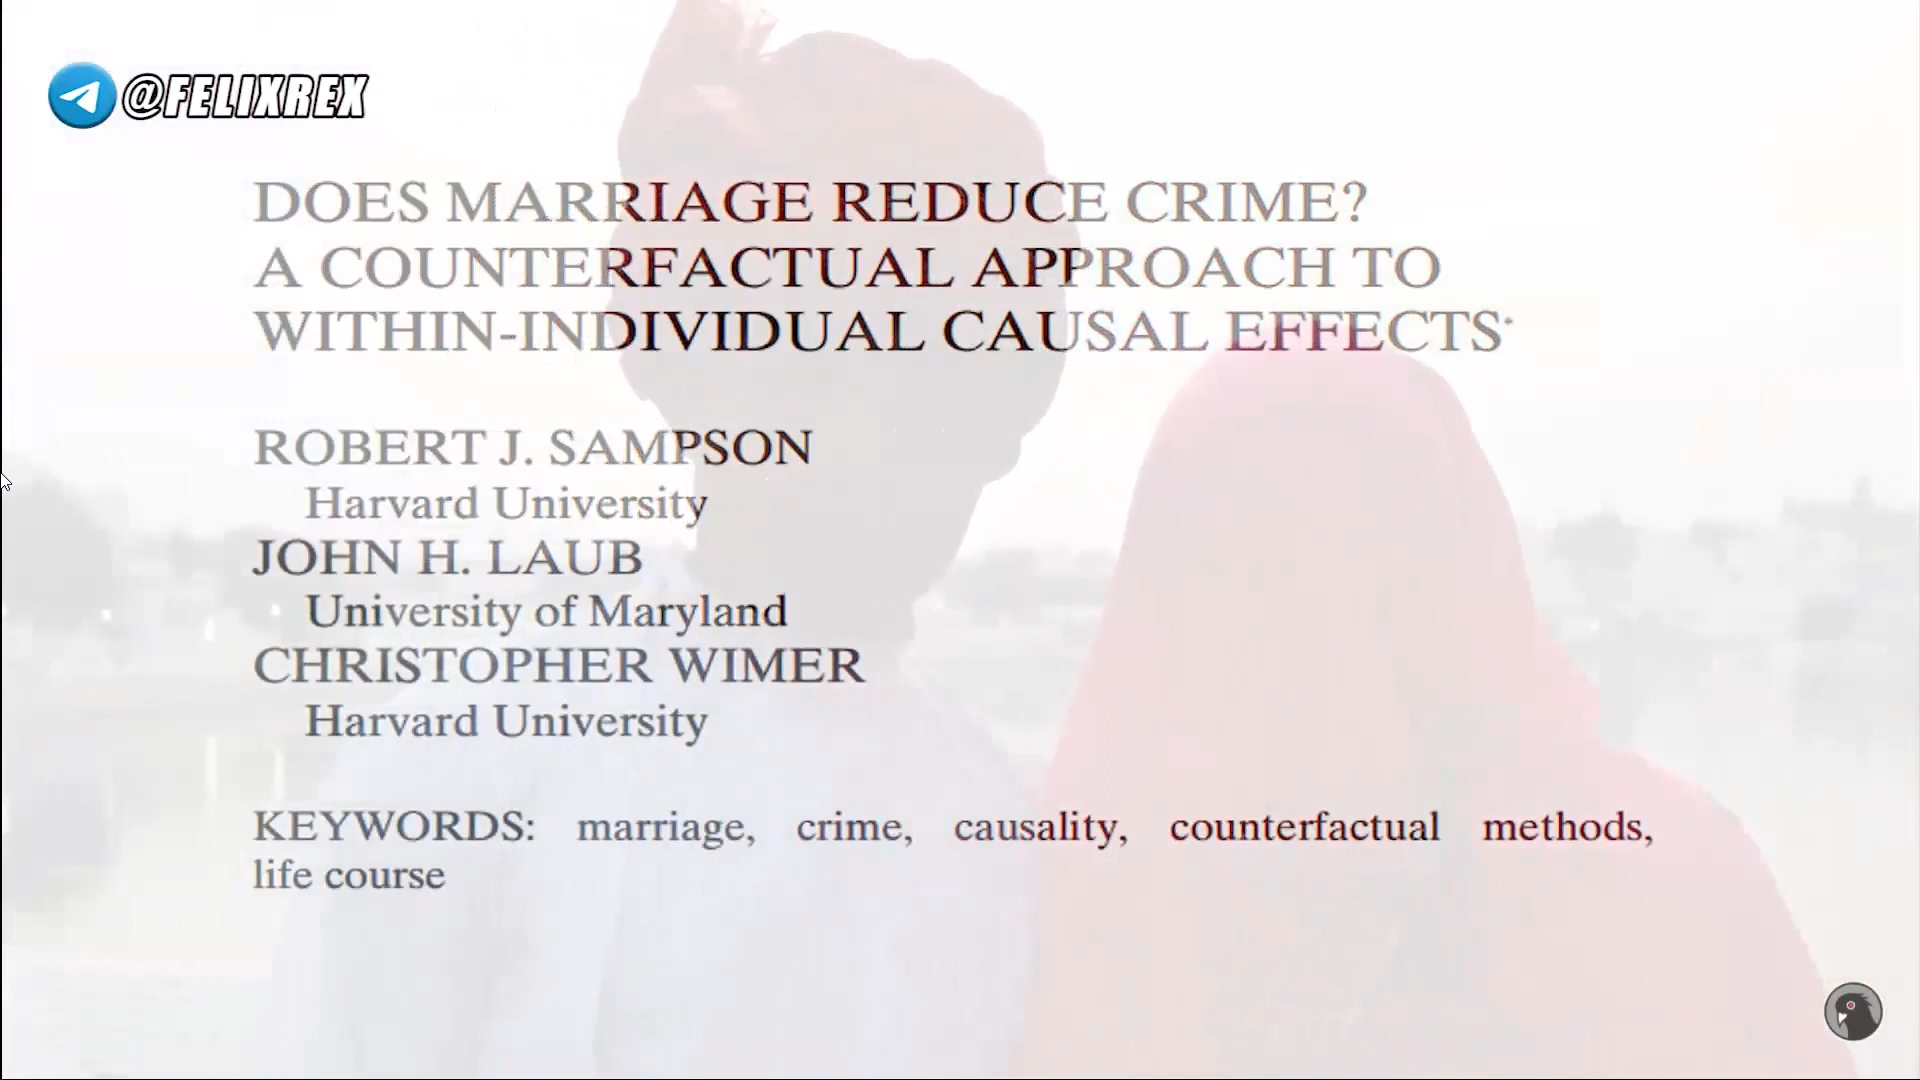 @FELIXREX
DOES MARRIAGE REDUCE CRIME?
A COUNTERFACTUAL APPROACH TO
WITHIN-INDIVIDUAL CAUSAL EFFECTS*
ROBERT J. SAMPSON
Harvard University
JOHN H. LAUB
University of Maryland
CHRISTOPHER WIMER
Harvard University
KEYWORDS: marriage, crime, causality, counterfactual methods,
life course